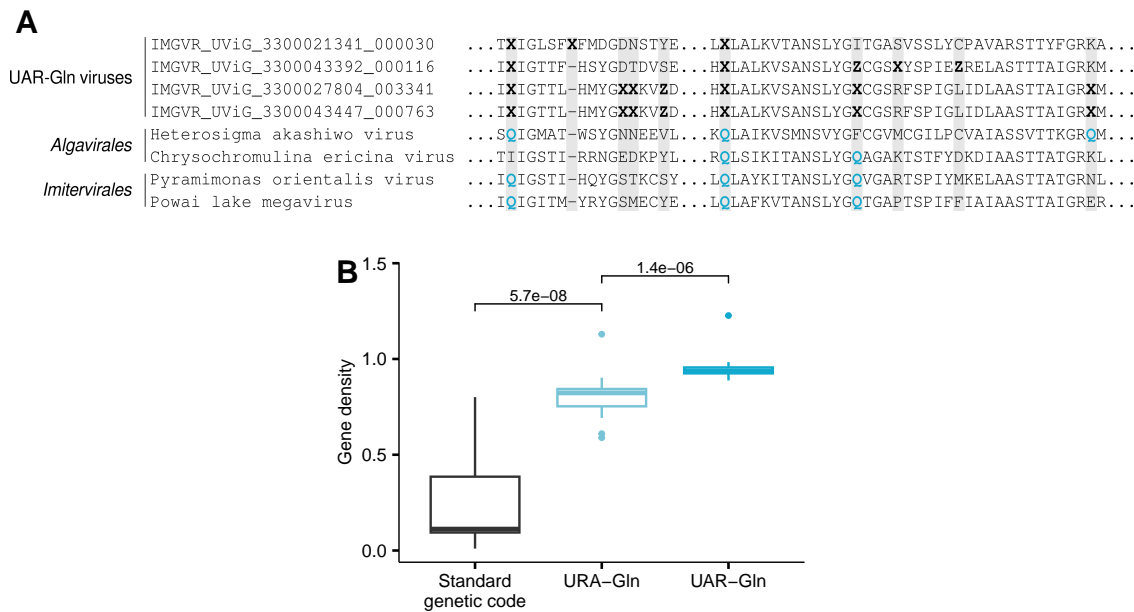 A
UAR-Gln viruses
IMGVR_UViG_3300021341_000030 ...TXIGLSFXFMDGDNSTYE...LXLALKVTANSLYGITGASVSSLYCPAVARSTTYFGRKA...
IMGVR_UViG_3300043392_000116 ...IXIGTTF-HSYGDTDVSE...HXLALKVSANSLYGZCGSXYSPIEZRELASTTTAIGRKM...
IMGVR_UViG_3300027804_003341 ...IXIGTTL-HMYGXXKVZD...HXLALKVSANSLYGXCGSRFSPIGLIDLAASTTAIGRXM...
IMGVR_UViG_3300043447_000763 ...IXIGTTL-HMYGXXKVZD...HXLALKVSANSLYGXCGSRFSPIGLIDLAASTTAIGRXM...
Algavirales
Heterosigma akashiwo virus ...SQIGMAT-WSYGNNEEVL...KQLAIKVSMNSVYGFCGVMCGILPCVAIASSVTTKGRQM...
Chrysochromulina ericina virus ...TIIGSTI-RRNGEDKPYL...RQLSIKITANSLYGQAGAKTSTFYDKDIAASTTATGRKL...
Imitervirales
Pyramimonas orientalis virus ...IQIGSTI-HQYGSTKCSY...LQLAYKITANSLYGQVGARTSPIYMKELAASTTATGRNL...
Powai lake megavirus ...IQIGITM-YRYGSMECYE...LQLAFKVTANSLYGQTGAPTSPIFFIAIAASTTAIGRER...
B
1.5
1.4e−06
5.7e−08
1.0
0.5
0.0
Gene density
Standard genetic code
URA−Gln
UAR−Gln